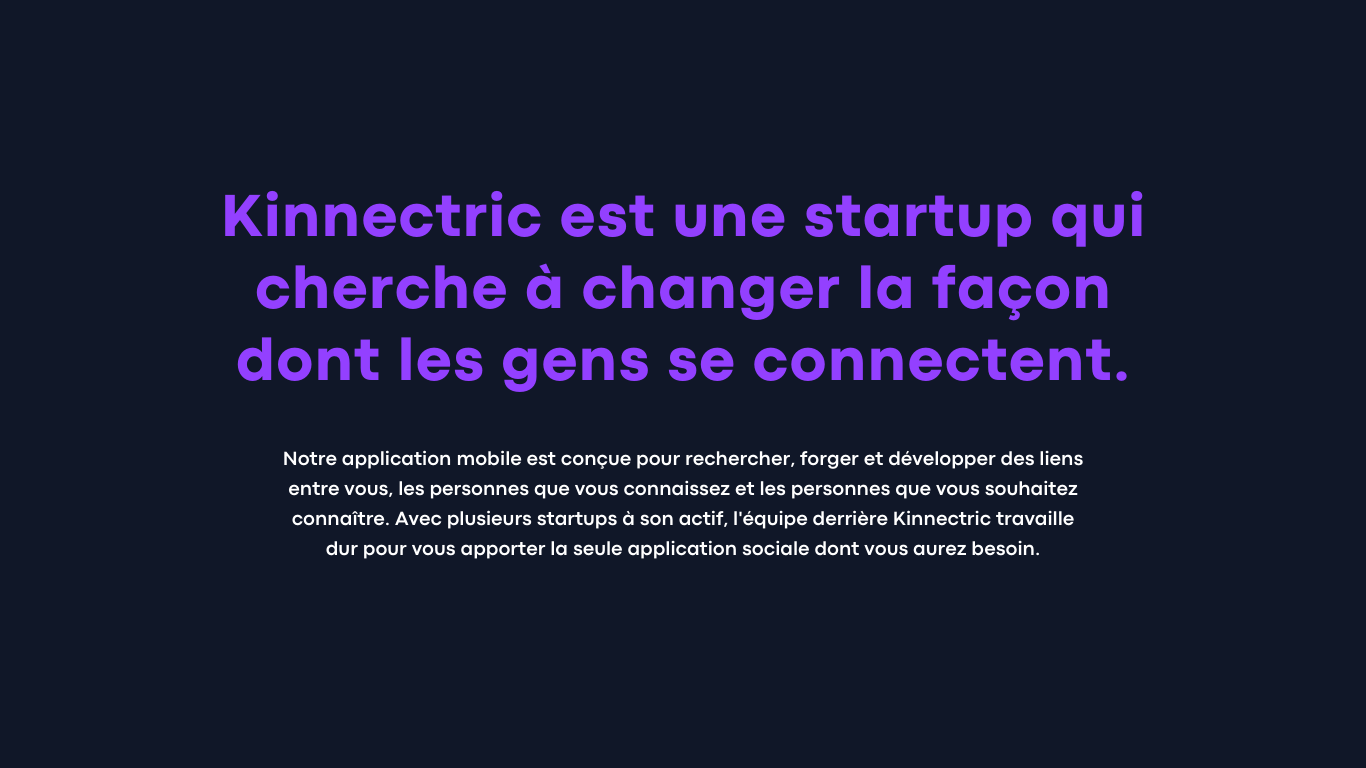 Kinnectric est une startup qui
cherche à changer la façon
dont les gens se connectent.
Notre application mobile est conçue pour rechercher, forger et développer des liens
entre vous, les personnes que vous connaissez et les personnes que vous souhaitez
connaître. Avec plusieurs startups à son actif, l'équipe derrière Kinnectric travaille
dur pour vous apporter la seule application sociale dont vous aurez besoin.